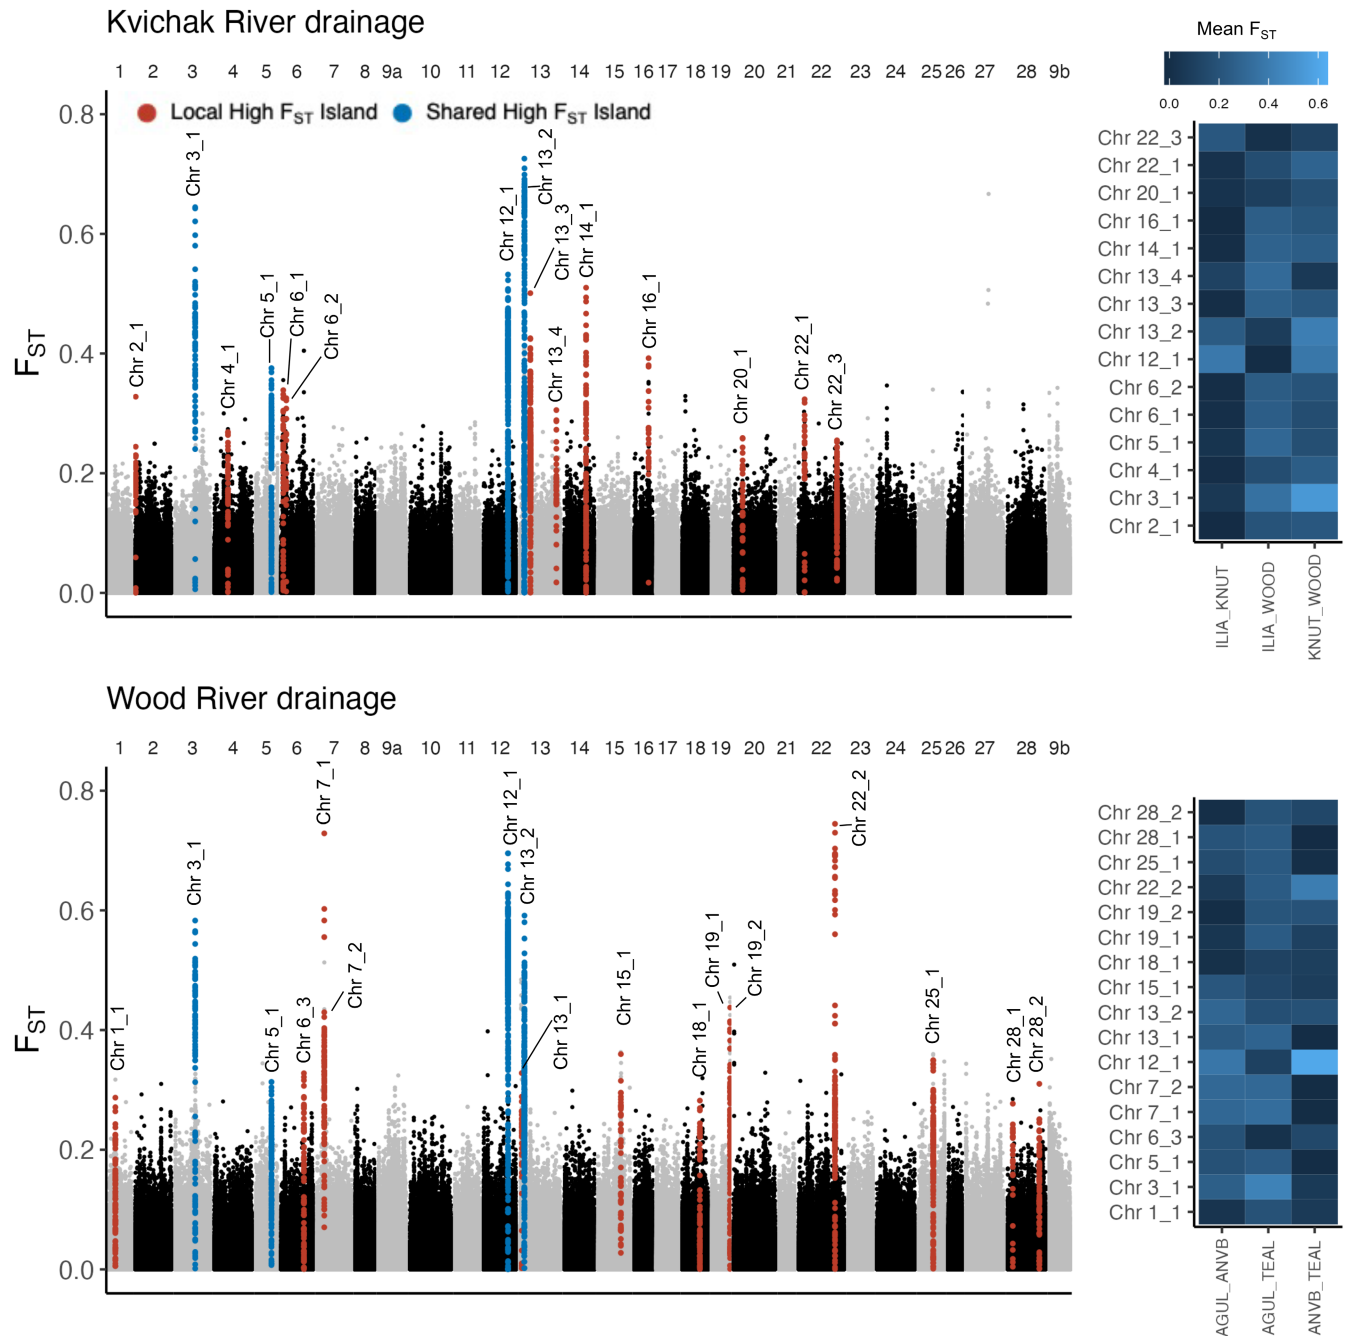 Kvichak River drainage
1 2 3 4 5 6 7 8 9a 10 11 12 13 14 15 16 17 18 19 20 21 22 23 24 25 26 27 28 9b
Local High FST Island Shared High FST Island
FST
0.8
0.6
0.4
0.2
0.0
Chr 2_1
Chr 3_1
Chr 4_1
Chr 5_1
Chr 6_1
Chr 6_2
Chr 12_1
Chr 13_2
Chr 13_3
Chr 13_4
Chr 14_1
Chr 16_1
Chr 20_1
Chr 22_1
Chr 22_3
Mean FST
0.0 0.2 0.4 0.6
Chr 22_3
Chr 22_1
Chr 20_1
Chr 16_1
Chr 14_1
Chr 13_4
Chr 13_3
Chr 13_2
Chr 12_1
Chr 6_2
Chr 6_1
Chr 5_1
Chr 4_1
Chr 3_1
Chr 2_1
ILIA_KNUT
ILIA_WOOD
KNUT_WOOD
Wood River drainage
1 2 3 4 5 6 7 8 9a 10 11 12 13 14 15 16 17 18 19 20 21 22 23 24 25 26 27 28 9b
FST
0.8
0.6
0.4
0.2
0.0
Chr 1_1
Chr 3_1
Chr 5_1
Chr 6_3
Chr 7_1
Chr 7_2
Chr 12_1
Chr 13_2
Chr 13_1
Chr 15_1
Chr 18_1
Chr 19_1
Chr 19_2
Chr 22_2
Chr 25_1
Chr 28_1
Chr 28_2
Chr 28_2
Chr 28_1
Chr 25_1
Chr 22_2
Chr 19_2
Chr 19_1
Chr 18_1
Chr 15_1
Chr 13_2
Chr 13_1
Chr 12_1
Chr 7_2
Chr 7_1
Chr 6_3
Chr 5_1
Chr 3_1
Chr 1_1
AGUL_ANVB
AGUL_TEAL
ANVB_TEAL